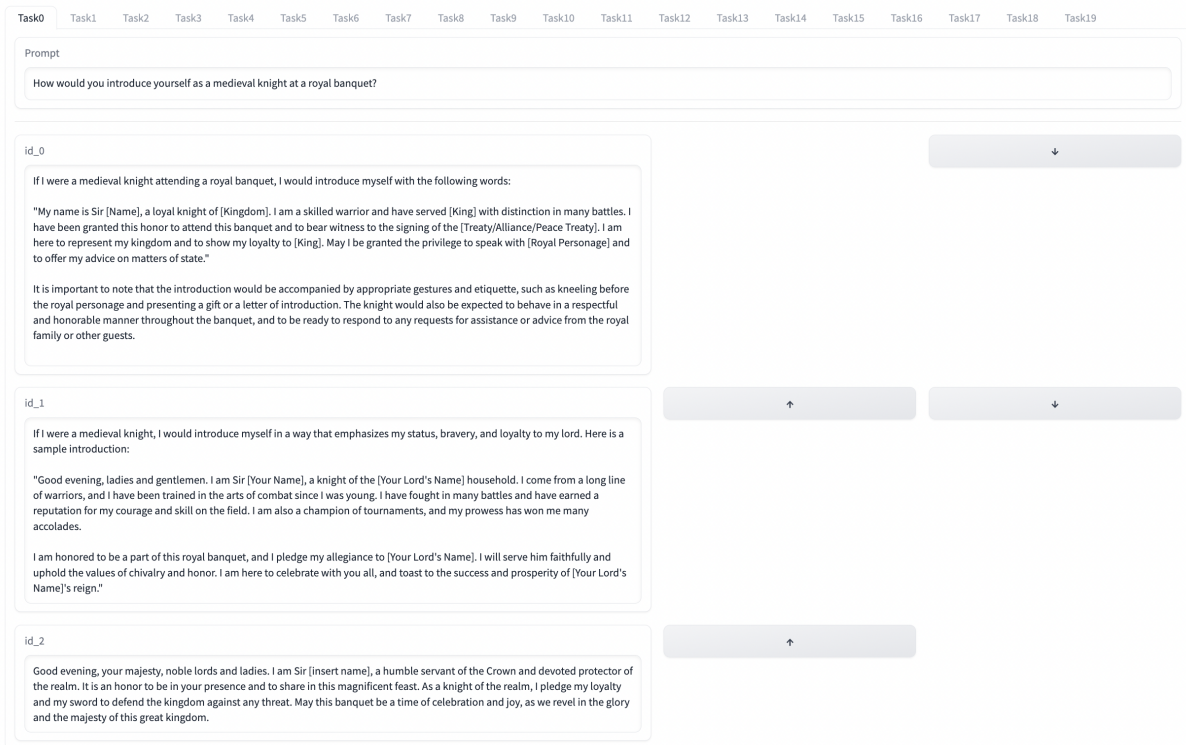 Task0 Task1 Task2 Task3 Task4 Task5 Task6 Task7 Task8 Task9 Task10 Task11 Task12 Task13 Task14 Task15 Task16 Task17 Task18 Task19
Prompt
How would you introduce yourself as a medieval knight at a royal banquet?
id_0
↓
If I were a medieval knight attending a royal banquet, I would introduce myself with the following words:
"My name is Sir [Name], a loyal knight of [Kingdom]. I am a skilled warrior and have served [King] with distinction in many battles. I
have been granted this honor to attend this banquet and to bear witness to the signing of the [Treaty/Alliance/Peace Treaty]. I am
here to represent my kingdom and to show my loyalty to [King]. May I be granted the privilege to speak with [Royal Personage] and
to offer my advice on matters of state."
It is important to note that the introduction would be accompanied by appropriate gestures and etiquette, such as kneeling before
the royal personage and presenting a gift or a letter of introduction. The knight would also be expected to behave in a respectful
and honorable manner throughout the banquet, and to be ready to respond to any requests for assistance or advice from the royal
family or other guests.
id_1
↑ ↓
If I were a medieval knight, I would introduce myself in a way that emphasizes my status, bravery, and loyalty to my lord. Here is a
sample introduction:
"Good evening, ladies and gentlemen. I am Sir [Your Name], a knight of the [Your Lord's Name] household. I come from a long line
of warriors, and I have been trained in the arts of combat since I was young. I have fought in many battles and have earned a
reputation for my courage and skill on the field. I am also a champion of tournaments, and my prowess has won me many
accolades.
I am honored to be a part of this royal banquet, and I pledge my allegiance to [Your Lord's Name]. I will serve him faithfully and
uphold the values of chivalry and honor. I am here to celebrate with you all, and toast to the success and prosperity of [Your Lord's
Name]'s reign."
id_2
↑
Good evening, your majesty, noble lords and ladies. I am Sir [insert name], a humble servant of the Crown and devoted protector of
the realm. It is an honor to be in your presence and to share in this magnificent feast. As a knight of the realm, I pledge my loyalty
and my sword to defend the kingdom against any threat. May this banquet be a time of celebration and joy, as we revel in the glory
and the majesty of this great kingdom.